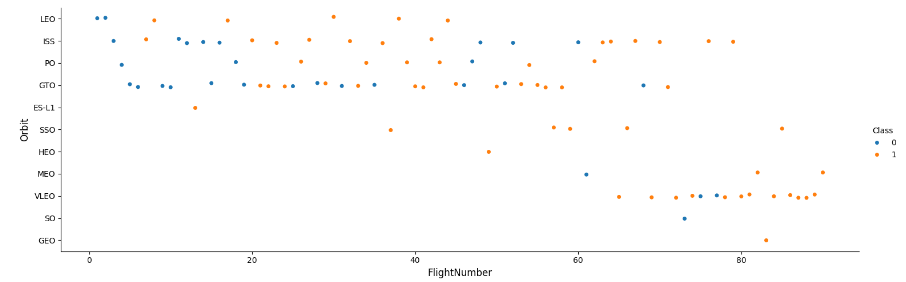 LEO
ISS
PO
GTO
ES-L1
SSO
HEO
MEO
VLEO
SO
GEO
Orbit
0 20 40 60 80
FlightNumber
Class
0
1